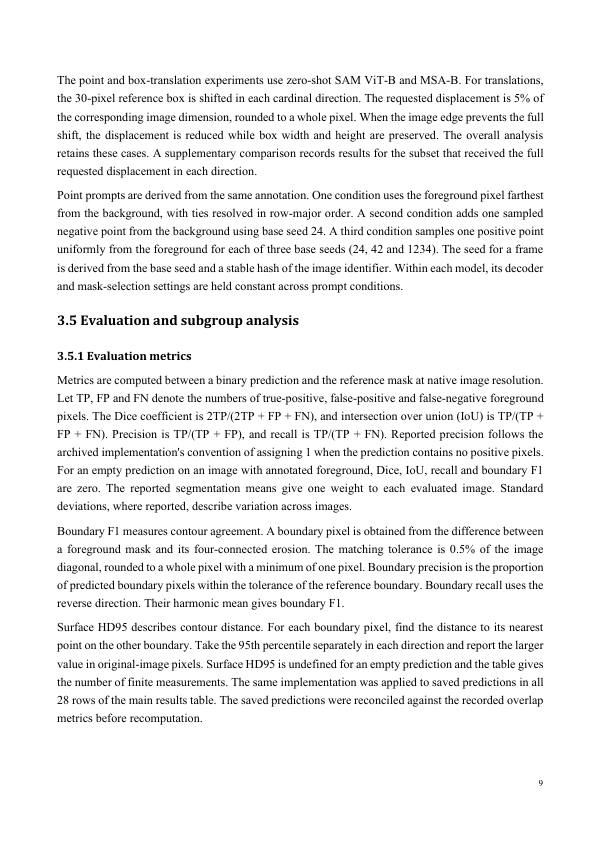 The point and box-translation experiments use zero-shot SAM ViT-B and MSA-B. For translations,
the 30-pixel reference box is shifted in each cardinal direction. The requested displacement is 5% of
the corresponding image dimension, rounded to a whole pixel. When the image edge prevents the full
shift, the displacement is reduced while box width and height are preserved. The overall analysis
retains these cases. A supplementary comparison records results for the subset that received the full
requested displacement in each direction.
Point prompts are derived from the same annotation. One condition uses the foreground pixel farthest
from the background, with ties resolved in row-major order. A second condition adds one sampled
negative point from the background using base seed 24. A third condition samples one positive point
uniformly from the foreground for each of three base seeds (24, 42 and 1234). The seed for a frame
is derived from the base seed and a stable hash of the image identifier. Within each model, its decoder
and mask-selection settings are held constant across prompt conditions.
3.5 Evaluation and subgroup analysis
3.5.1 Evaluation metrics
Metrics are computed between a binary prediction and the reference mask at native image resolution.
Let TP, FP and FN denote the numbers of true-positive, false-positive and false-negative foreground
pixels. The Dice coefficient is 2TP/(2TP + FP + FN), and intersection over union (IoU) is TP/(TP +
FP + FN). Precision is TP/(TP + FP), and recall is TP/(TP + FN). Reported precision follows the
archived implementation's convention of assigning 1 when the prediction contains no positive pixels.
For an empty prediction on an image with annotated foreground, Dice, IoU, recall and boundary F1
are zero. The reported segmentation means give one weight to each evaluated image. Standard
deviations, where reported, describe variation across images.
Boundary F1 measures contour agreement. A boundary pixel is obtained from the difference between
a foreground mask and its four-connected erosion. The matching tolerance is 0.5% of the image
diagonal, rounded to a whole pixel with a minimum of one pixel. Boundary precision is the proportion
of predicted boundary pixels within the tolerance of the reference boundary. Boundary recall uses the
reverse direction. Their harmonic mean gives boundary F1.
Surface HD95 describes contour distance. For each boundary pixel, find the distance to its nearest
point on the other boundary. Take the 95th percentile separately in each direction and report the larger
value in original-image pixels. Surface HD95 is undefined for an empty prediction and the table gives
the number of finite measurements. The same implementation was applied to saved predictions in all
28 rows of the main results table. The saved predictions were reconciled against the recorded overlap
metrics before recomputation.
9